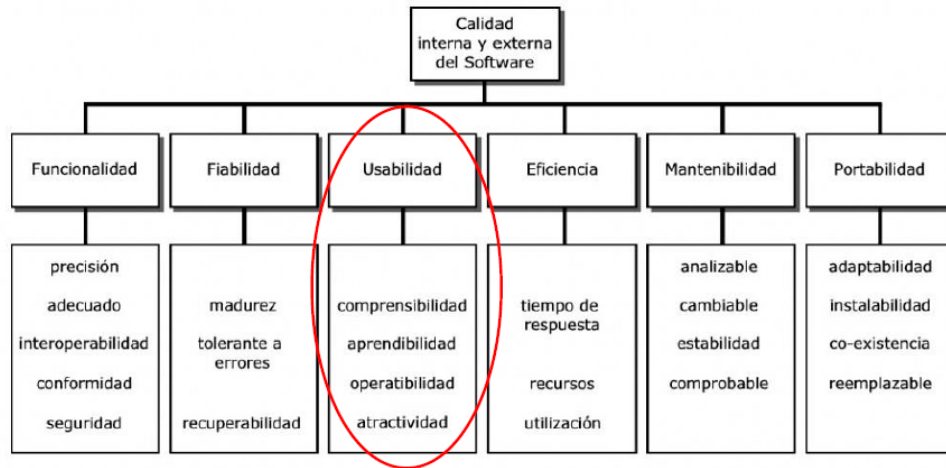 Calidad
interna y externa
del Software
Funcionalidad
Fiabilidad
Usabilidad
Eficiencia
Mantenibilidad
Portabilidad
precisión
adecuado
interoperabilidad
conformidad
seguridad
madurez
tolerante a
errores
recuperabilidad
comprensibilidad
aprendibilidad
operatibilidad
atractividad
tiempo de
respuesta
recursos
utilización
analizable
cambiable
estabilidad
comprobable
adaptabilidad
instalabilidad
co-existencia
reemplazable